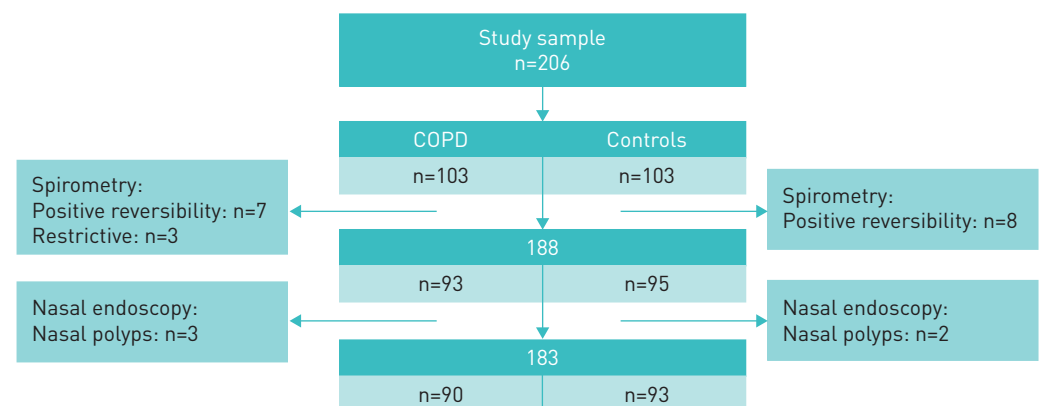 Study sample
n=206
COPD Controls
n=103 n=103
Spirometry:
Positive reversibility: n=7
Restrictive: n=3
Spirometry:
Positive reversibility: n=8
188
n=93 n=95
Nasal endoscopy:
Nasal polyps: n=3
Nasal endoscopy:
Nasal polyps: n=2
183
n=90 n=93